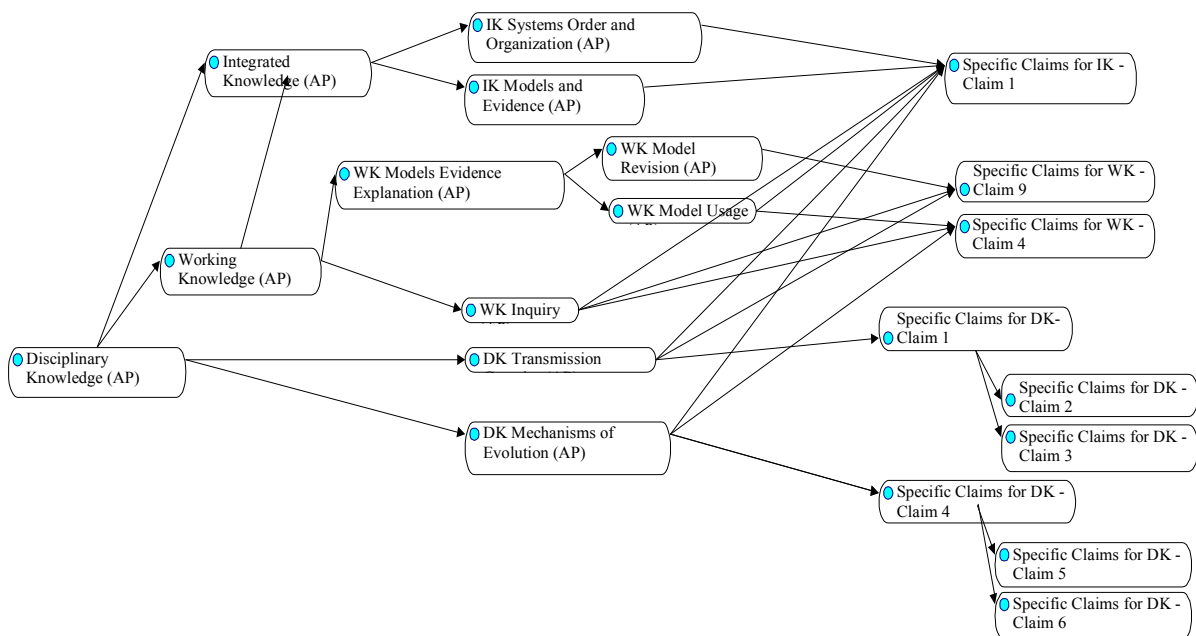 IK Systems Order and
Organization (AP)
Integrated
Knowledge (AP)
Specific Claims for IK -
Claim 1
IK Models and
Evidence (AP)
WK Model
Revision (AP)
WK Models Evidence
Explanation (AP)
Specific Claims for WK -
Claim 9
WK Model Usage
Specific Claims for WK -
Claim 4
Working
Knowledge (AP)
WK Inquiry
Specific Claims for DK-
Claim 1
Disciplinary
Knowledge (AP)
DK Transmission
Specific Claims for DK -
Claim 2
DK Mechanisms of
Evolution (AP)
Specific Claims for DK -
Claim 3
Specific Claims for DK -
Claim 4
Specific Claims for DK -
Claim 5
Specific Claims for DK -
Claim 6